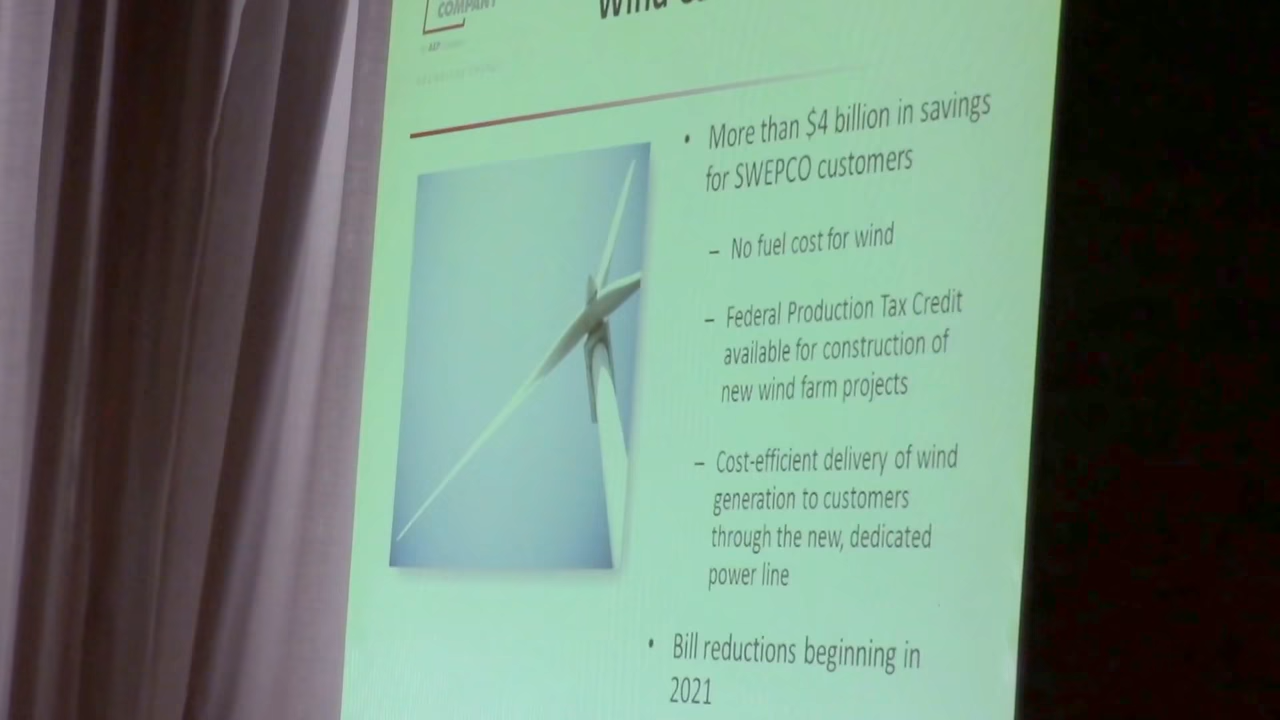 COMPANY
AEP
Wind
• More than $4 billion in savings
for SWEPCO customers
– No fuel cost for wind
– Federal Production Tax Credit
available for construction of
new wind farm projects
– Cost-efficient delivery of wind
generation to customers
through the new, dedicated
power line
• Bill reductions beginning in
2021